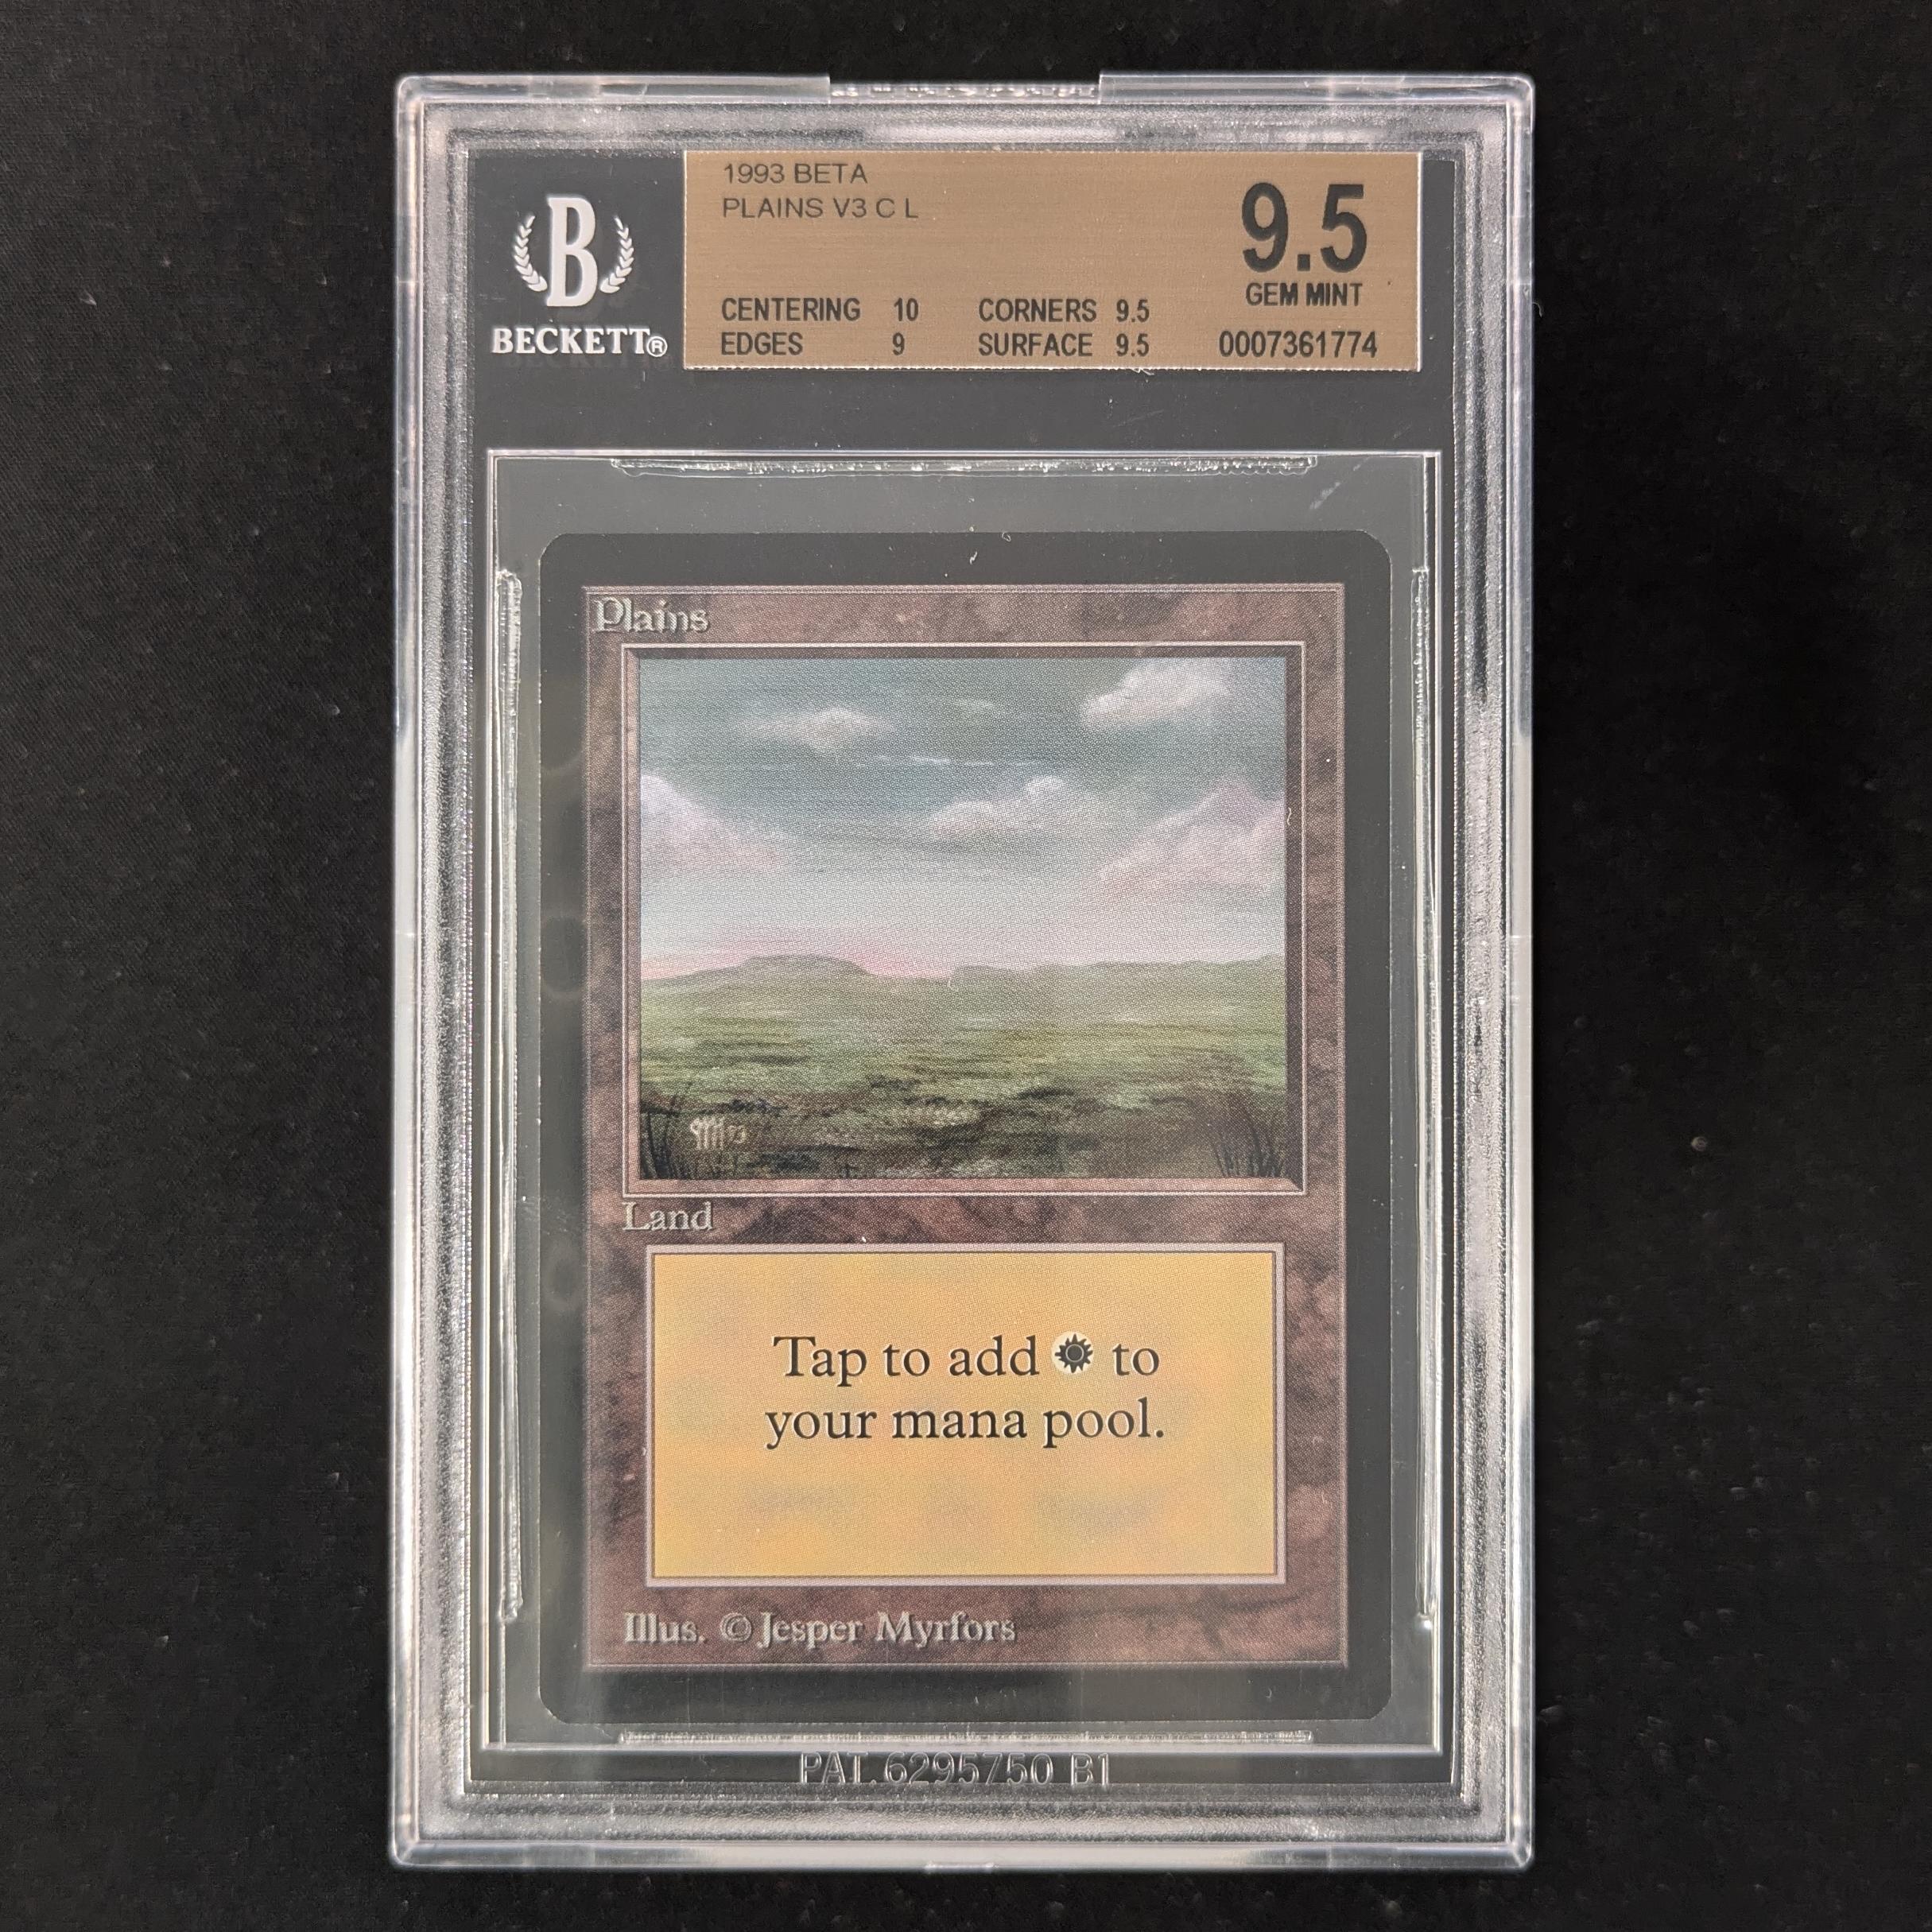 1993 BETA
PLAINS V3 C L
9.5
GEM MINT
CENTERING 10 CORNERS 9.5
EDGES 9 SURFACE 9.5
0007361774
B
BECKETT®
Plains
Land
Tap to add to
your mana pool.
Illus. © Jesper Myrfors
PAT. 6295750 B1